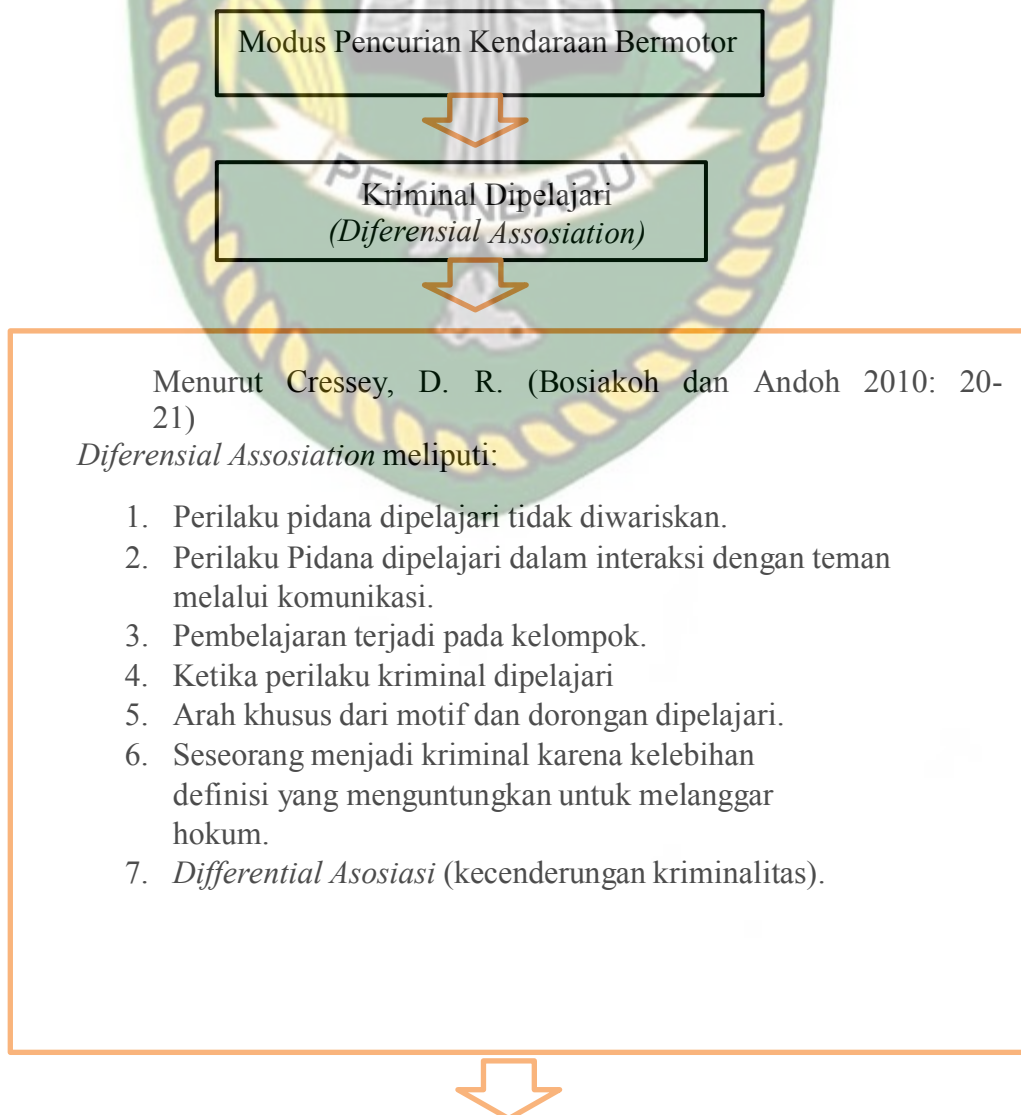 Modus Pencurian Kendaraan Bermotor
PEKANBARU
Kriminal Dipelajari
(Diferensial Assosiation)
Menurut Cressey, D. R. (Bosiakoh dan Andoh 2010: 20-
21)
Diferensial Assosiation meliputi:
1. Perilaku pidana dipelajari tidak diwariskan.
2. Perilaku Pidana dipelajari dalam interaksi dengan teman
melalui komunikasi.
3. Pembelajaran terjadi pada kelompok.
4. Ketika perilaku kriminal dipelajari
5. Arah khusus dari motif dan dorongan dipelajari.
6. Seseorang menjadi kriminal karena kelebihan
definisi yang menguntungkan untuk melanggar
hokum.
7. Differential Asosiasi (kecenderungan kriminalitas).